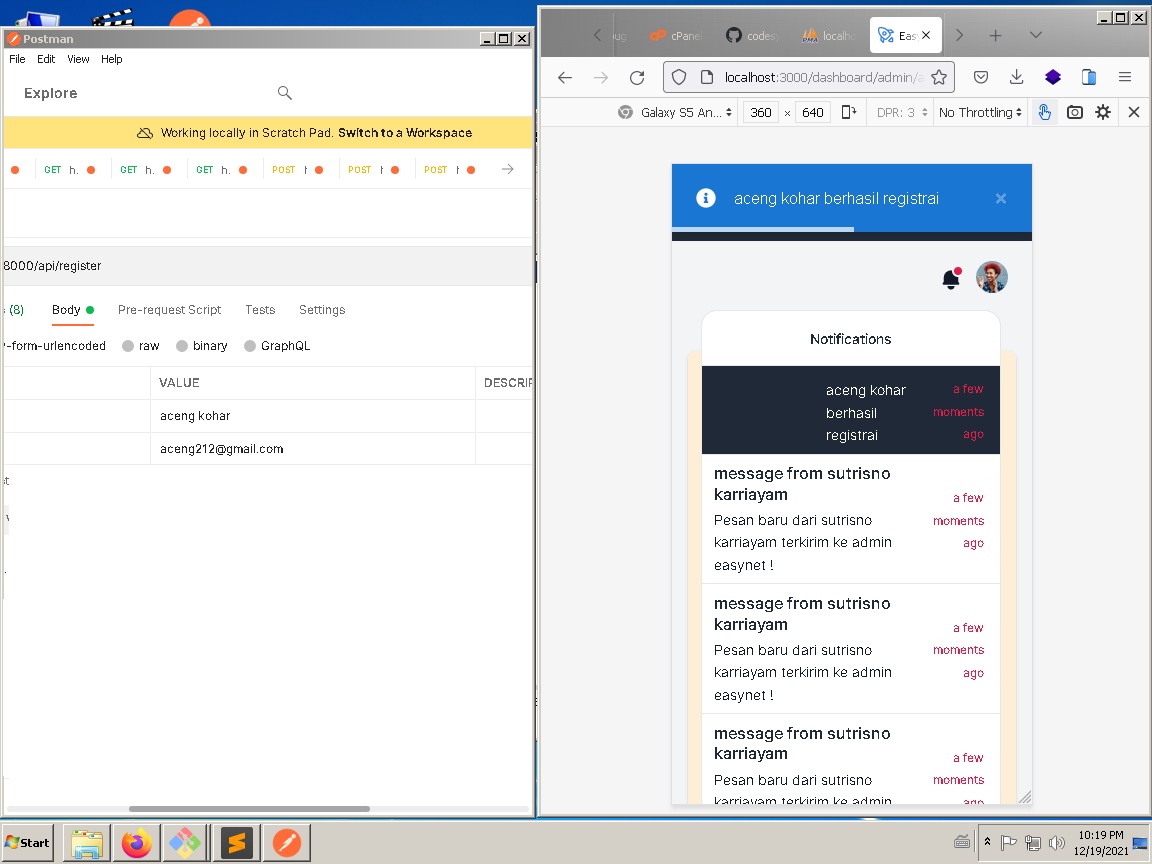 Postman
File Edit View Help
Explore
Working locally in Scratch Pad. Switch to a Workspace
GET h. GET h. GET h. POST POST POST
8000/api/register
(8) Body Pre-request Script Tests Settings
-form-urlencoded raw binary GraphQL
VALUE DESCRIP
aceng kohar
aceng212@gmail.com
st
ug cPanel codes localho Eas
localhost:3000/dashboard/admin/a
Galaxy S5 An... 360 × 640 DPR: 3 No Throttling
aceng kohar berhasil registrai ×
Notifications
aceng kohar
berhasil
registrai
a few
moments
ago
message from sutrisno
karriayam
Pesan baru dari sutrisno
karriayam terkirim ke admin
easynet !
a few
moments
ago
message from sutrisno
karriayam
Pesan baru dari sutrisno
karriayam terkirim ke admin
easynet !
a few
moments
ago
message from sutrisno
karriayam
Pesan baru dari sutrisno
karriayam terkirim ke admin
a few
moments
ago
Start
10:19 PM
12/19/2021